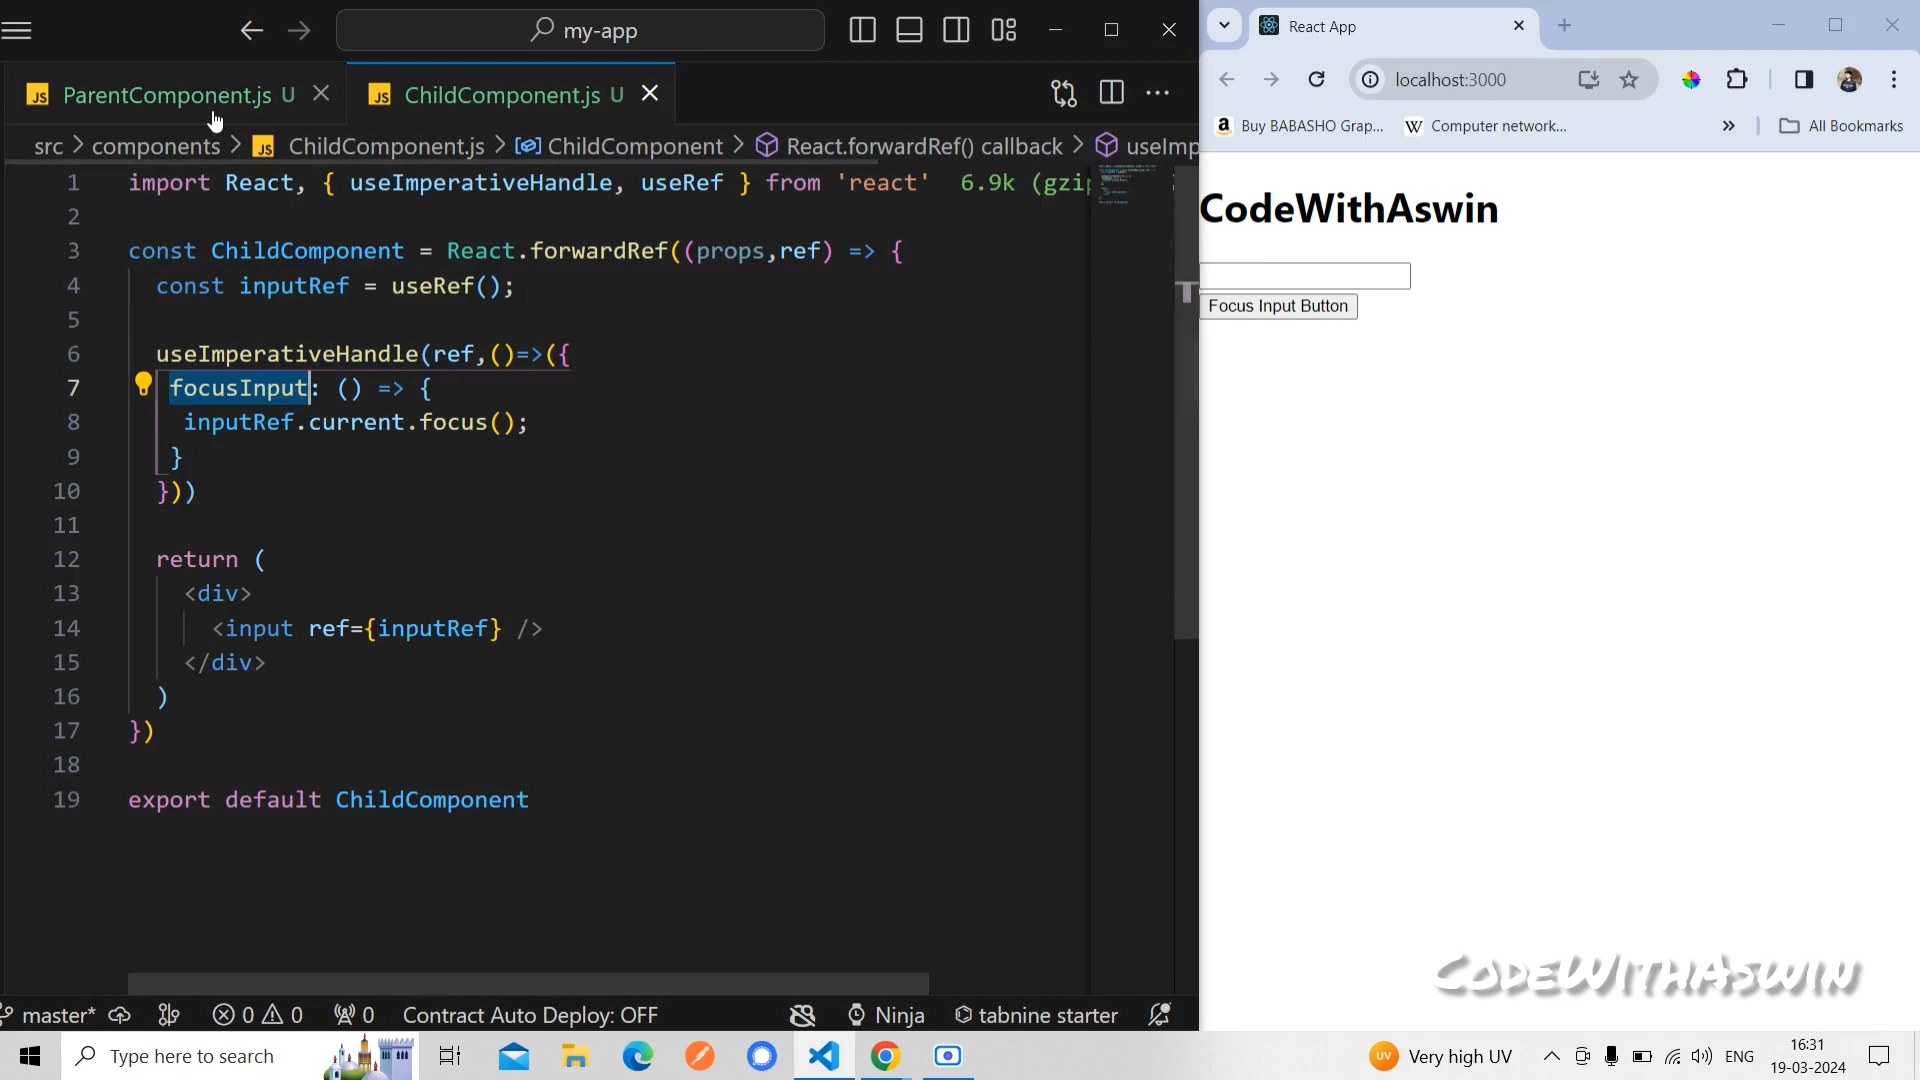 my-app
JS ParentComponent.js U
JS ChildComponent.js U
src > components > JS ChildComponent.js > ChildComponent > React.forwardRef() callback > useImp
1 import React, { useImperativeHandle, useRef } from 'react' 6.9k (gzip
2
3 const ChildComponent = React.forwardRef((props,ref) => {
4 const inputRef = useRef();
5
6 useImperativeHandle(ref,()=>({
7 focusInput: () => {
8 inputRef.current.focus();
9 }
10 }))
11
12 return (
13 <div>
14 <input ref={inputRef} />
15 </div>
16 )
17 })
18
19 export default ChildComponent
master* 0 0 0 Contract Auto Deploy: OFF Ninja tabnine starter
React App
localhost:3000
a Buy BABASHO Grap... W Computer network... » All Bookmarks
CodeWithAswin
Focus Input Button
CodeWithAswin
Type here to search
UV Very high UV ENG 16:31
19-03-2024